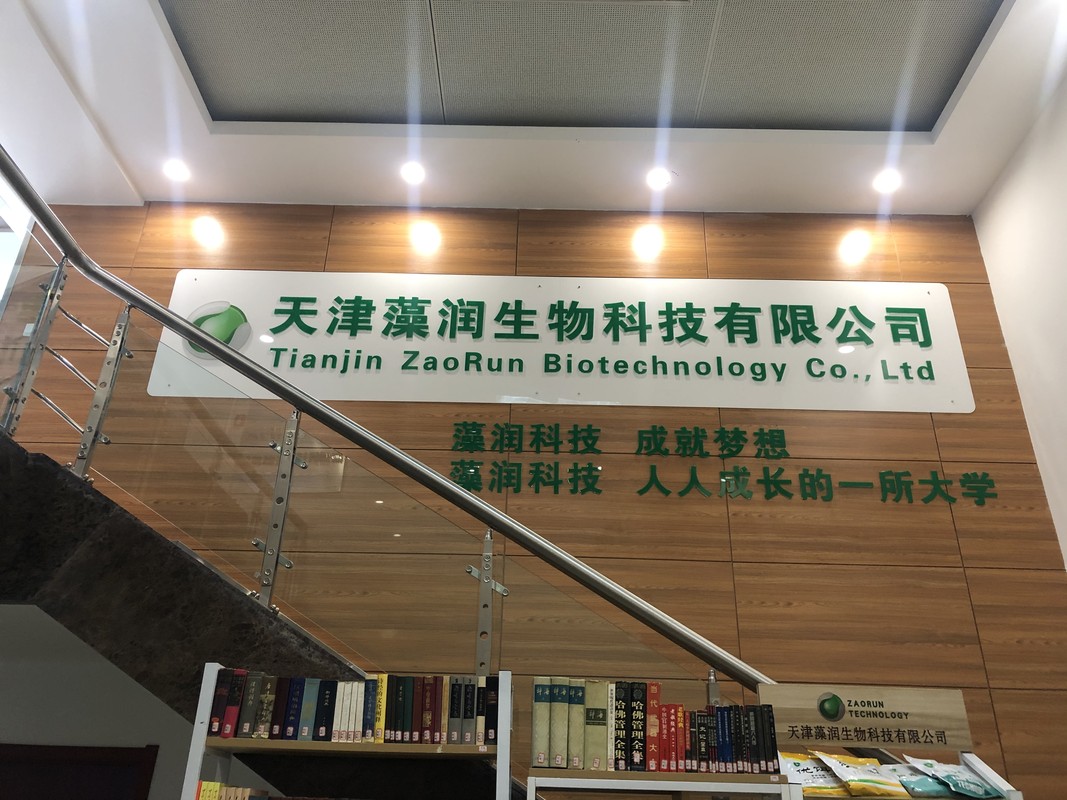 天津藻润生物科技有限公司
Tianjin ZaoRun Biotechnology Co.,Ltd
藻润科技 成就梦想
藻润科技 人人成长的一所大学
哈佛管理全集
哈佛管理全集
ZAORUN
TECHNOLOGY
天津藻润生物科技有限公司